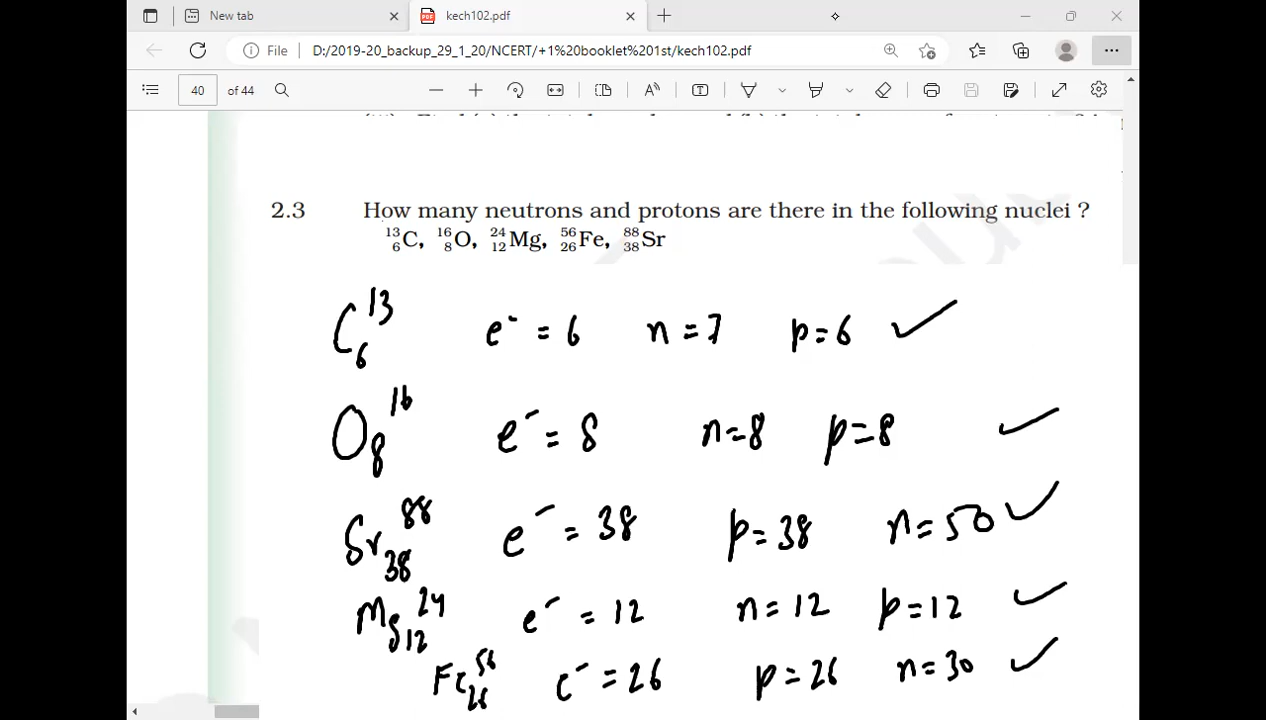 New tab
kech102.pdf
File D:/2019-20_backup_29_1_20/NCERT/+1%20booklet%201st/kech102.pdf
40 of 44
2.3 How many neutrons and protons are there in the following nuclei ?
¹³₆C, ¹⁶₈O, ²⁴₁₂Mg, ⁵⁶₂₆Fe, ⁸⁸₃₈Sr
C₆¹³ e⁻ = 6 n = 7 p = 6 ✓
O₈¹⁶ e⁻ = 8 n = 8 p = 8 ✓
Sr₃₈⁸⁸ e⁻ = 38 p = 38 n = 50 ✓
Mg₁₂²⁴ e⁻ = 12 n = 12 p = 12 ✓
Fe₂₆⁵⁶ e⁻ = 26 p = 26 n = 30 ✓